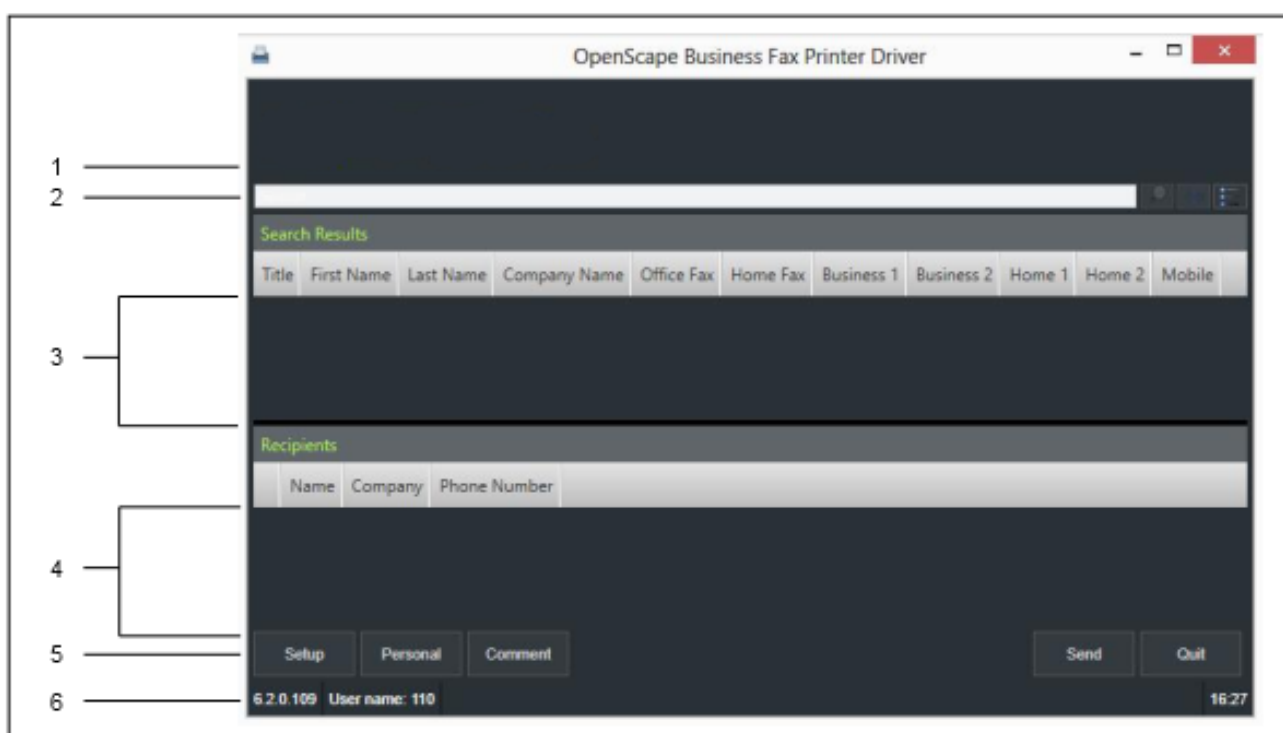 OpenScape Business Fax Printer Driver
1
2
Search Results
Title First Name Last Name Company Name Office Fax Home Fax Business 1 Business 2 Home 1 Home 2 Mobile
3
Recipients
Name Company Phone Number
4
5 Setup Personal Comment Send Quit
6 6.2.0.109 User name: 110 16:27